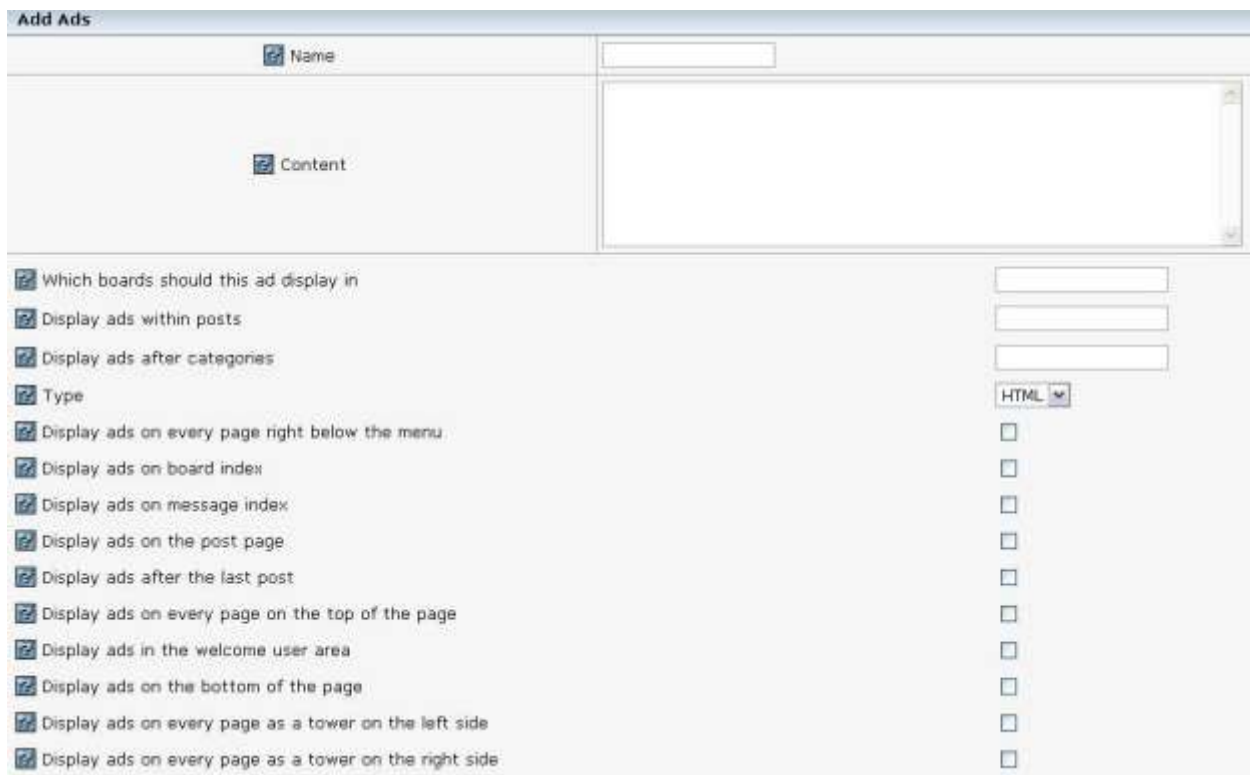 Add Ads
Name
Content
Which boards should this ad display in
Display ads within posts
Display ads after categories
Type HTML
Display ads on every page right below the menu
Display ads on board index
Display ads on message index
Display ads on the post page
Display ads after the last post
Display ads on every page on the top of the page
Display ads in the welcome user area
Display ads on the bottom of the page
Display ads on every page as a tower on the left side
Display ads on every page as a tower on the right side